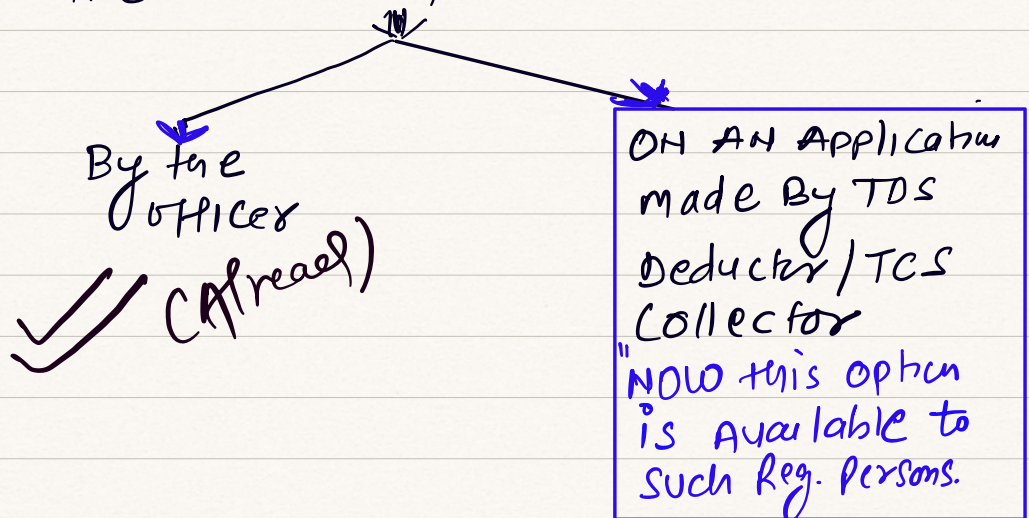 By the
officer
(Alread)
ON AN Application
made By TDS
Deductor/TCS
Collector
"NOW this option
is Available to
such Reg. Persons.